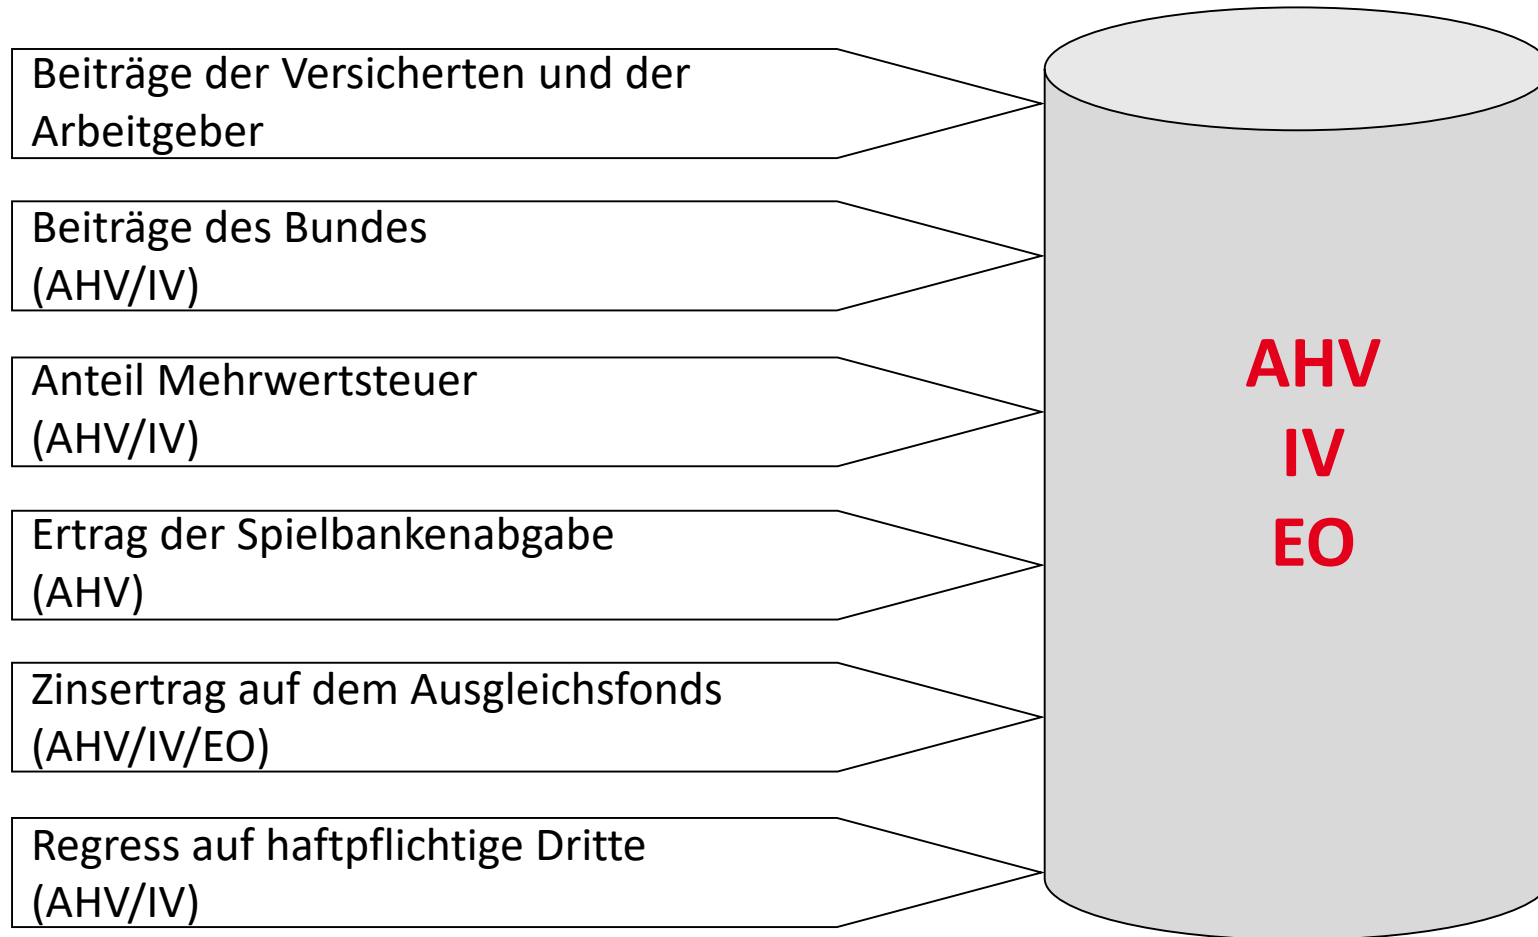 Beiträge der Versicherten und der
Arbeitgeber
Beiträge des Bundes
(AHV/IV)
Anteil Mehrwertsteuer
(AHV/IV)
Ertrag der Spielbankenabgabe
(AHV)
Zinsertrag auf dem Ausgleichsfonds
(AHV/IV/EO)
Regress auf haftpflichtige Dritte
(AHV/IV)
AHV
IV
EO